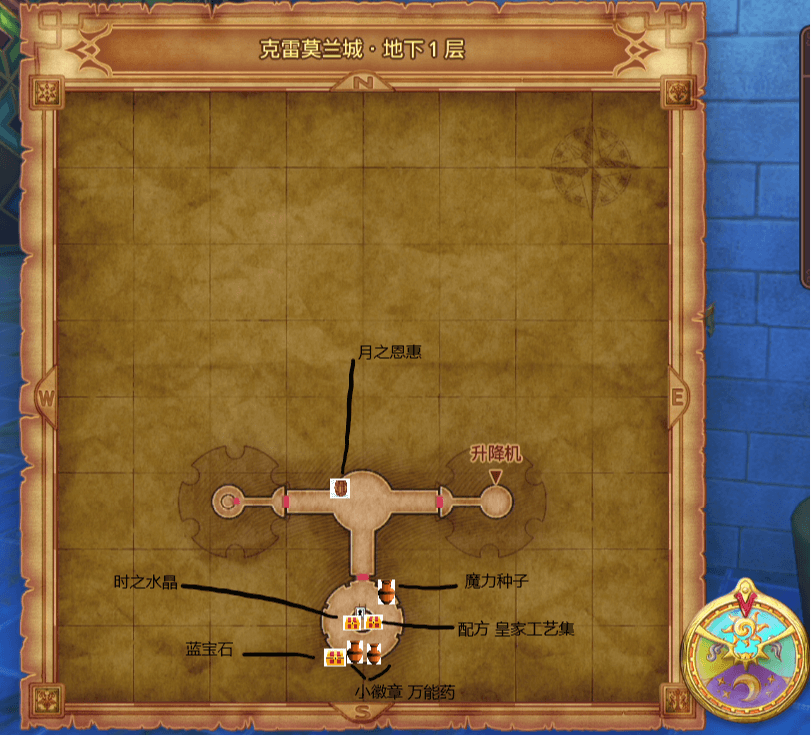 克雷莫兰城·地下1层
N
月之恩惠
W
E
升降机
时之水晶
魔力种子
配方 皇家工艺集
蓝宝石
小徽章 万能药
S